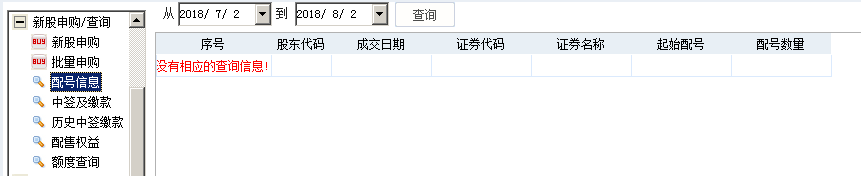 新股申购/查询
BUY 新股申购
BUY 批量申购
配号信息
中签及缴款
历史中签缴款
配售权益
额度查询
从 2018/ 7/ 2 到 2018/ 8/ 2 查询
序号 股东代码 成交日期 证券代码 证券名称 起始配号 配号数量
没有相应的查询信息!